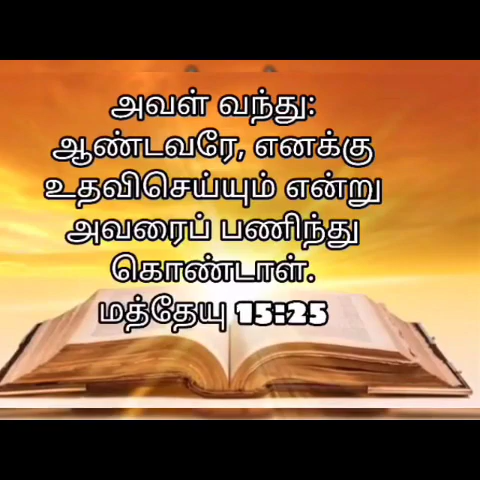 அவள் வந்து:
ஆண்டவரே, எனக்கு
உதவிசெய்யும் என்று
அவரைப் பணிந்து
கொண்டாள்.
மத்தேயு 15:25